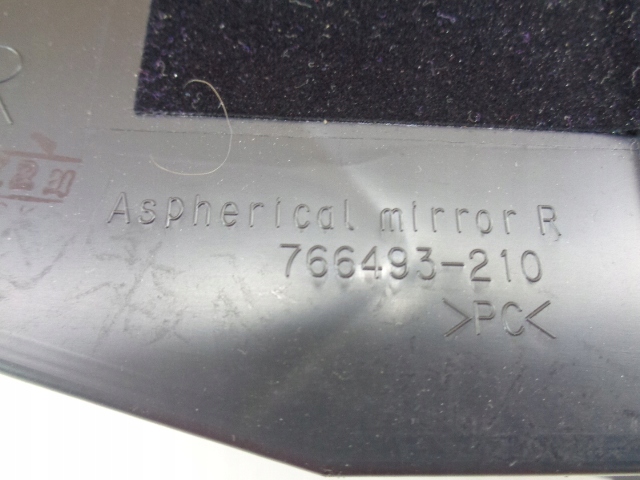 R
Aspherical mirror R
766493-210
>PC<